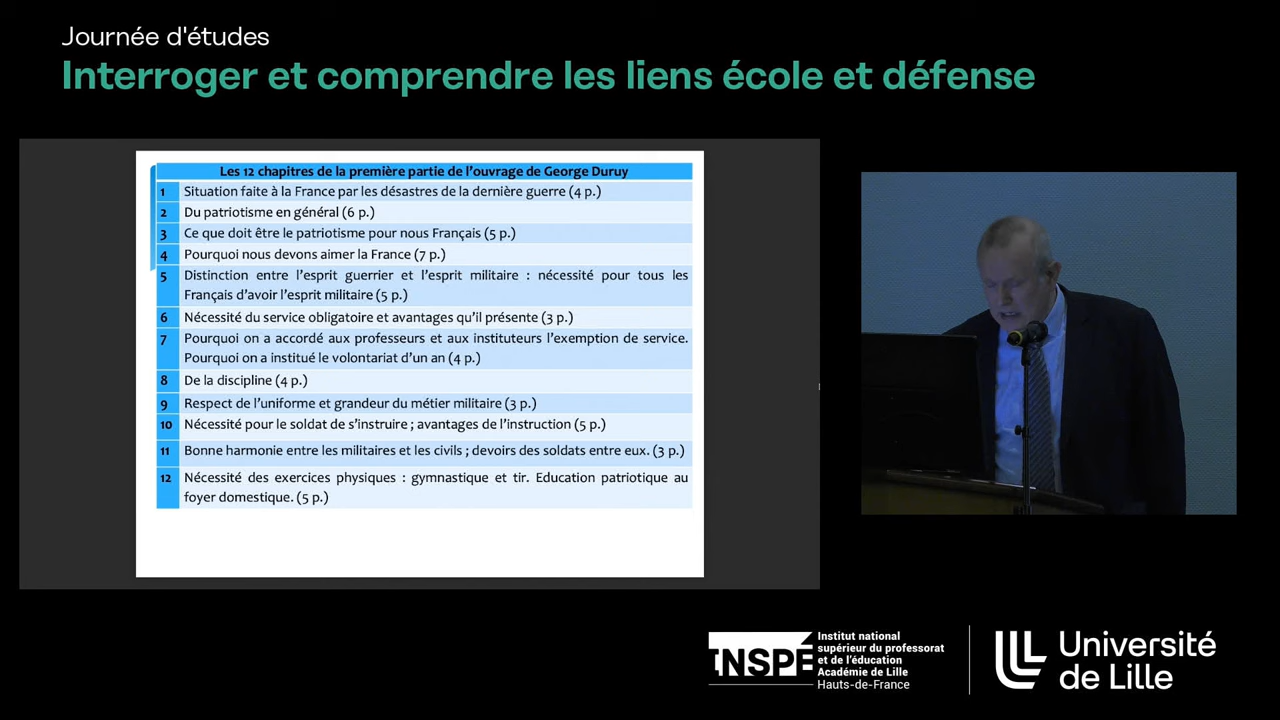 Journée d'études
Interroger et comprendre les liens école et défense
Les 12 chapitres de la première partie de l'ouvrage de George Duruy
1 Situation faite à la France par les désastres de la dernière guerre (4 p.)
2 Du patriotisme en général (6 p.)
3 Ce que doit être le patriotisme pour nous Français (5 p.)
4 Pourquoi nous devons aimer la France (7 p.)
5 Distinction entre l'esprit guerrier et l'esprit militaire : nécessité pour tous les
Français d'avoir l'esprit militaire (5 p.)
6 Nécessité du service obligatoire et avantages qu'il présente (3 p.)
7 Pourquoi on a accordé aux professeurs et aux instituteurs l'exemption de service.
Pourquoi on a institué le volontariat d'un an (4 p.)
8 De la discipline (4 p.)
9 Respect de l'uniforme et grandeur du métier militaire (3 p.)
10 Nécessité pour le soldat de s'instruire ; avantages de l'instruction (5 p.)
11 Bonne harmonie entre les militaires et les civils ; devoirs des soldats entre eux. (3 p.)
12 Nécessité des exercices physiques : gymnastique et tir. Education patriotique au
foyer domestique. (5 p.)
INSPÉ
Institut national
supérieur du professorat
et de l'éducation
Académie de Lille
Hauts-de-France
Université
de Lille